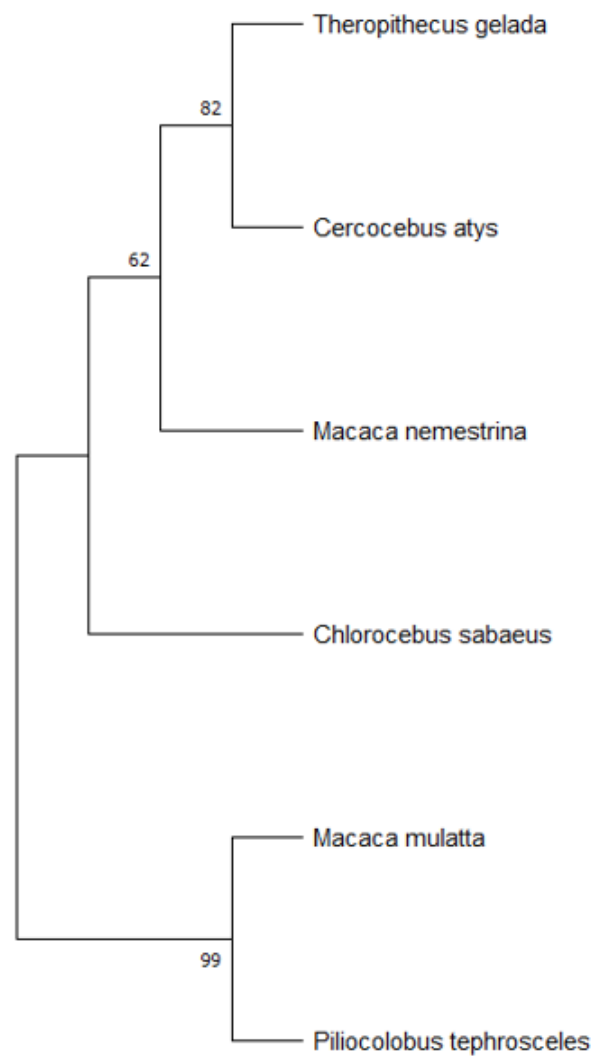 Theropithecus gelada
82
Cercocebus atys
62
Macaca nemestrina
Chlorocebus sabaeus
Macaca mulatta
99
Piliocolobus tephrosceles